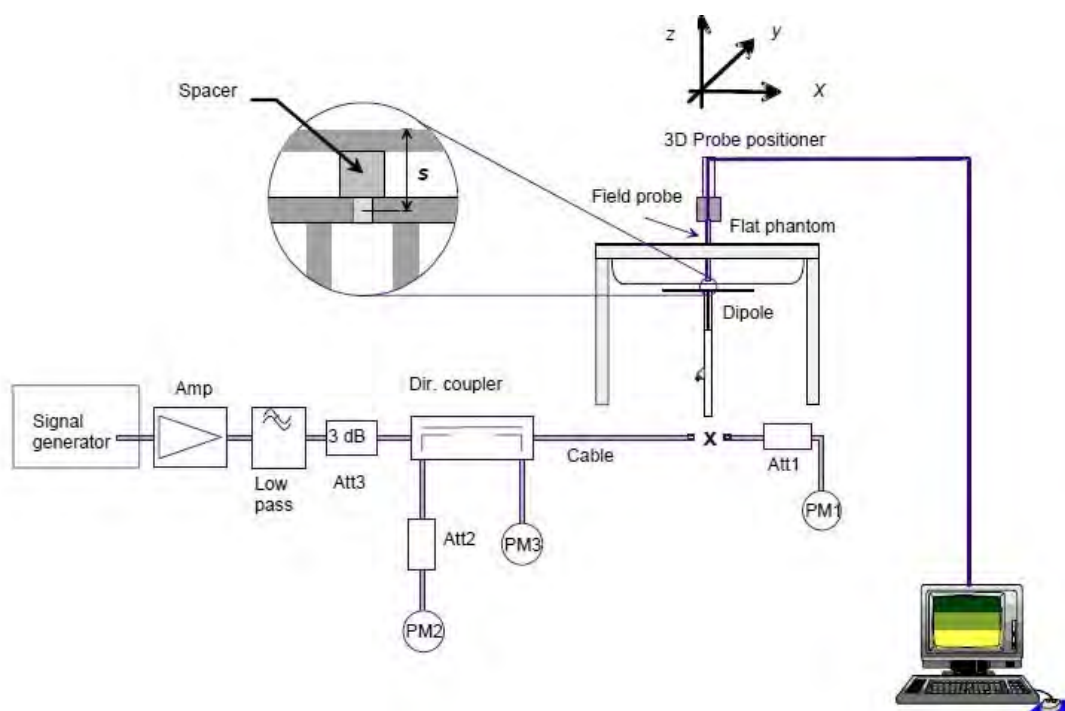 z
y
x
Spacer
s
3D Probe positioner
Field probe
Flat phantom
Dipole
Dir. coupler
Amp
Signal
generator
3 dB
Low
pass
Att3
Cable
x
Att1
PM1
Att2
PM3
PM2